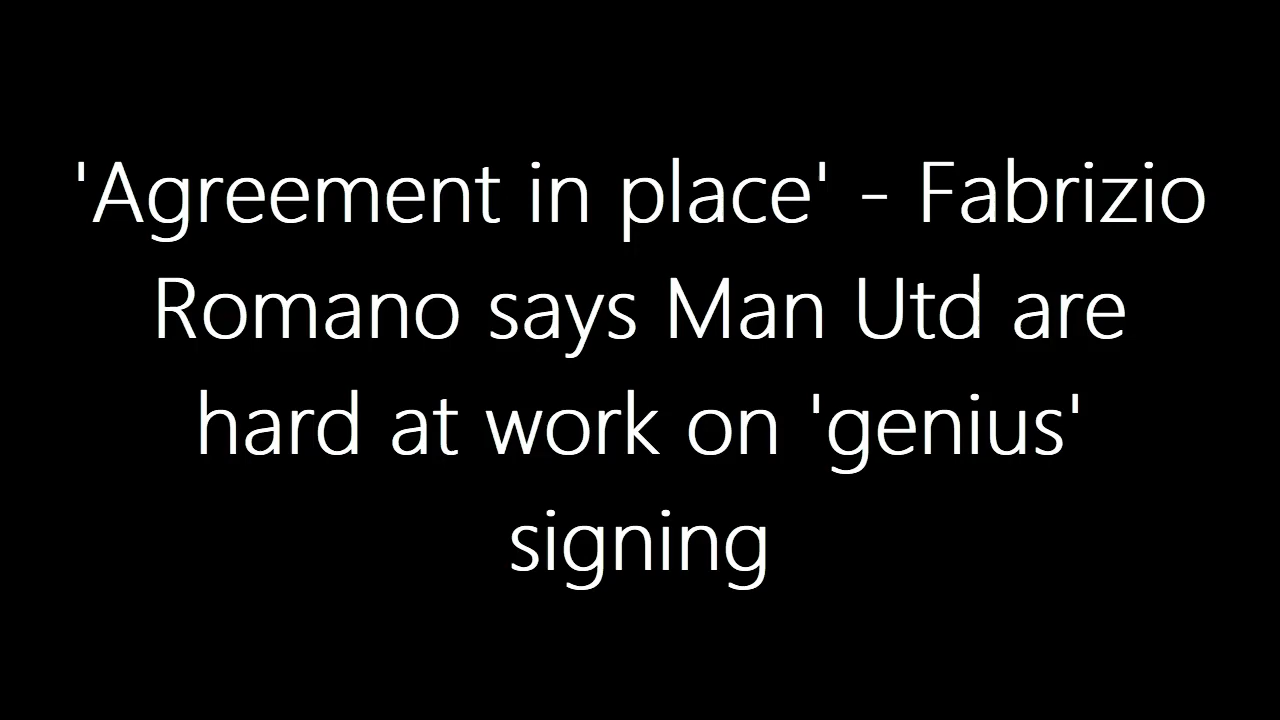 'Agreement in place' - Fabrizio
Romano says Man Utd are
hard at work on 'genius'
signing